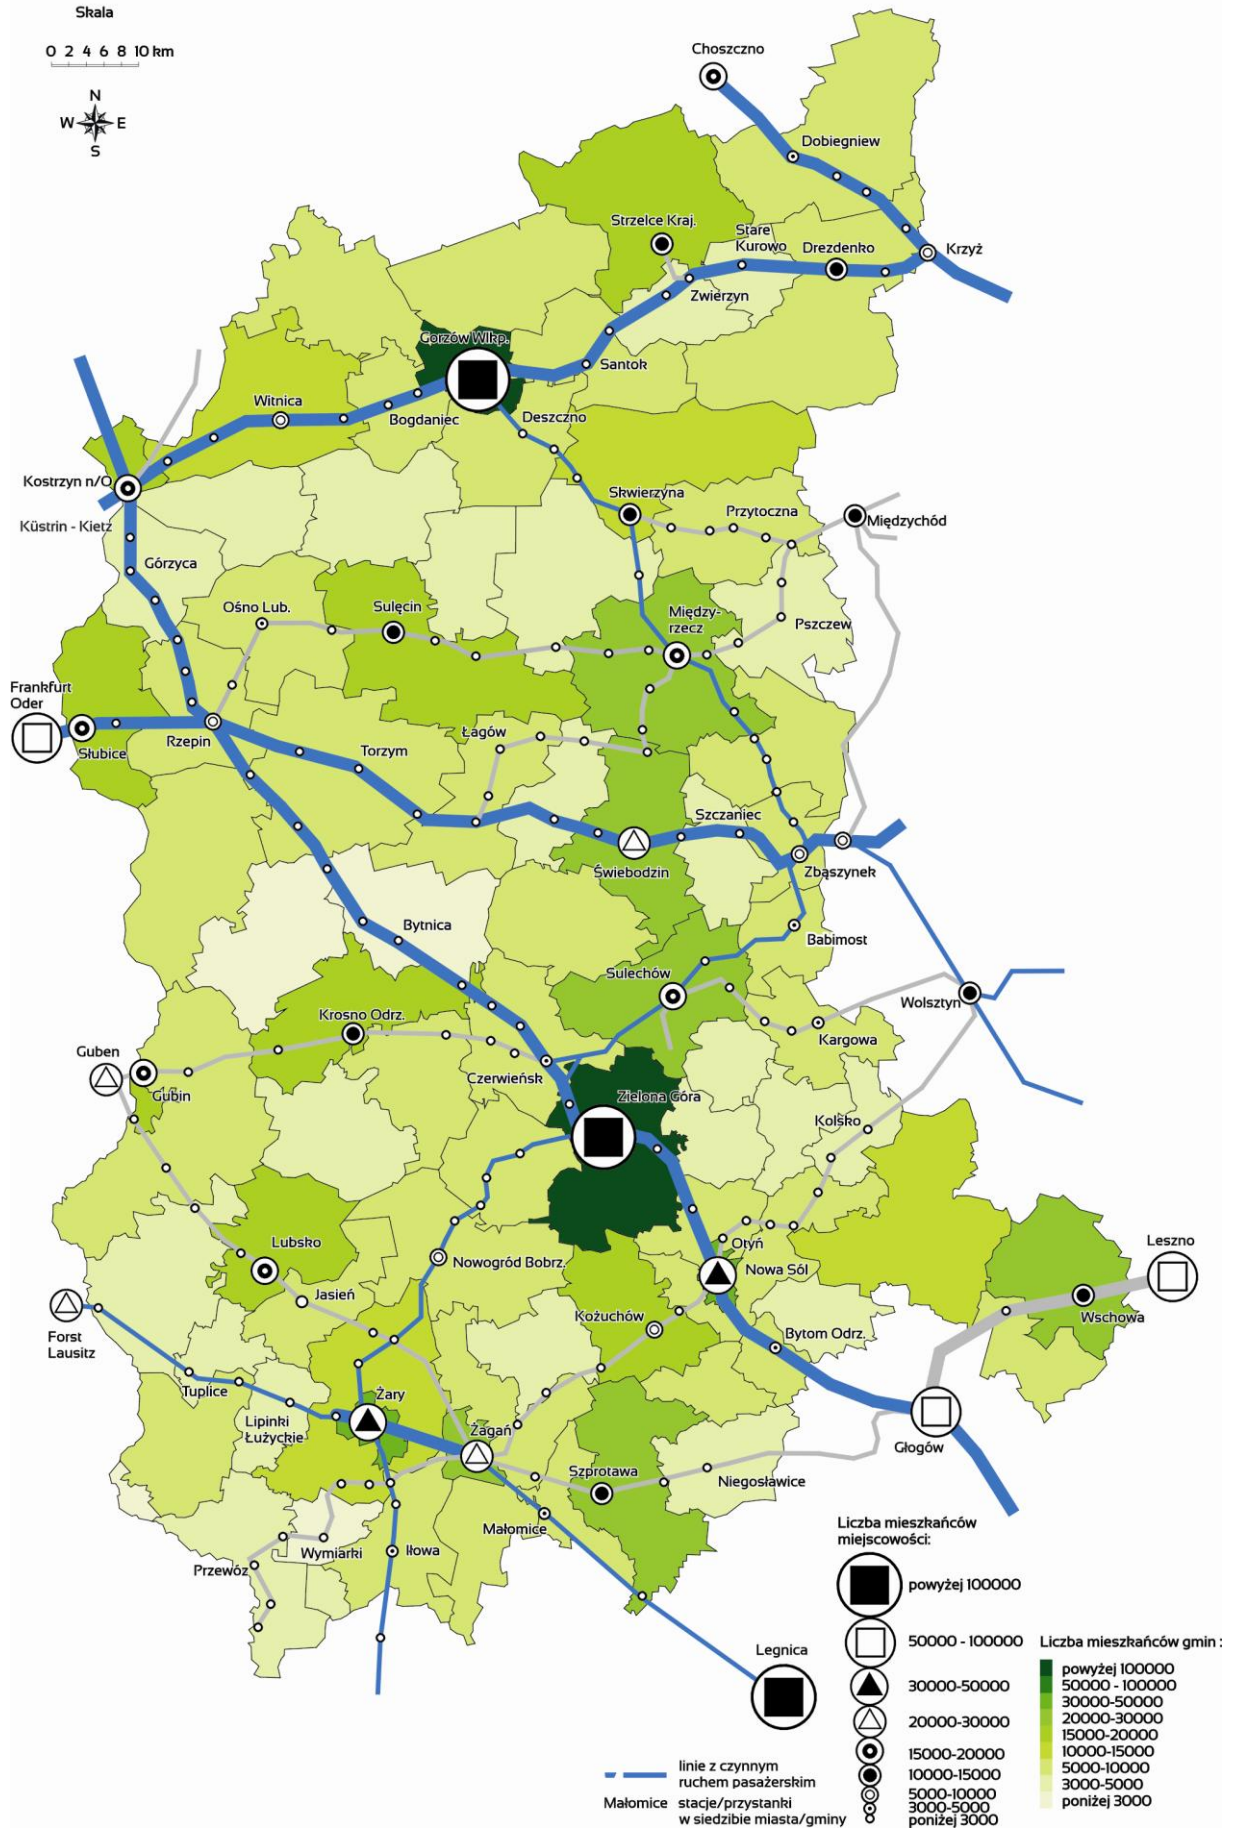 Skala
0 2 4 6 8 10 km
N
W E
S
Choszczno
Dobiegniew
Strzelce Kraj.
Stare
Kurowo
Drezdenko
Krzyż
Zwierzyn
Gorzów Wlkp.
Santok
Witnica
Bogdaniec
Deszczno
Kostrzyn n/O
Küstrin - Kietz
Skwierzyna
Przytoczna
Międzychód
Górzyca
Ośno Lub.
Sulęcin
Między-
rzecz
Pszczew
Frankfurt
Oder
Słubice
Rzepin
Torzym
Łagów
Szczaniec
Świebodzin
Zbąszynek
Bytnica
Babimost
Sulechów
Wolsztyn
Krosno Odrz.
Kargowa
Guben
Gubin
Czerwieńsk
Zielona Góra
Kolsko
Lubsko
Nowogród Bobrz.
Otyń
Nowa Sól
Leszno
Jasień
Kożuchów
Wschowa
Forst
Lausitz
Bytom Odrz.
Tuplice
Żary
Lipinki
Łużyckie
Żagań
Głogów
Szprotawa
Niegosławice
Małomice
Wymiarki
Iłowa
Przewóz
Legnica
Liczba mieszkańców
miejscowości:
powyżej 100000
50000 - 100000
30000-50000
20000-30000
15000-20000
10000-15000
5000-10000
3000-5000
poniżej 3000
Liczba mieszkańców gmin :
powyżej 100000
50000 - 100000
30000-50000
20000-30000
15000-20000
10000-15000
5000-10000
3000-5000
poniżej 3000
linie z czynnym
ruchem pasażerskim
Małomice stacje/przystanki
w siedzibie miasta/gminy